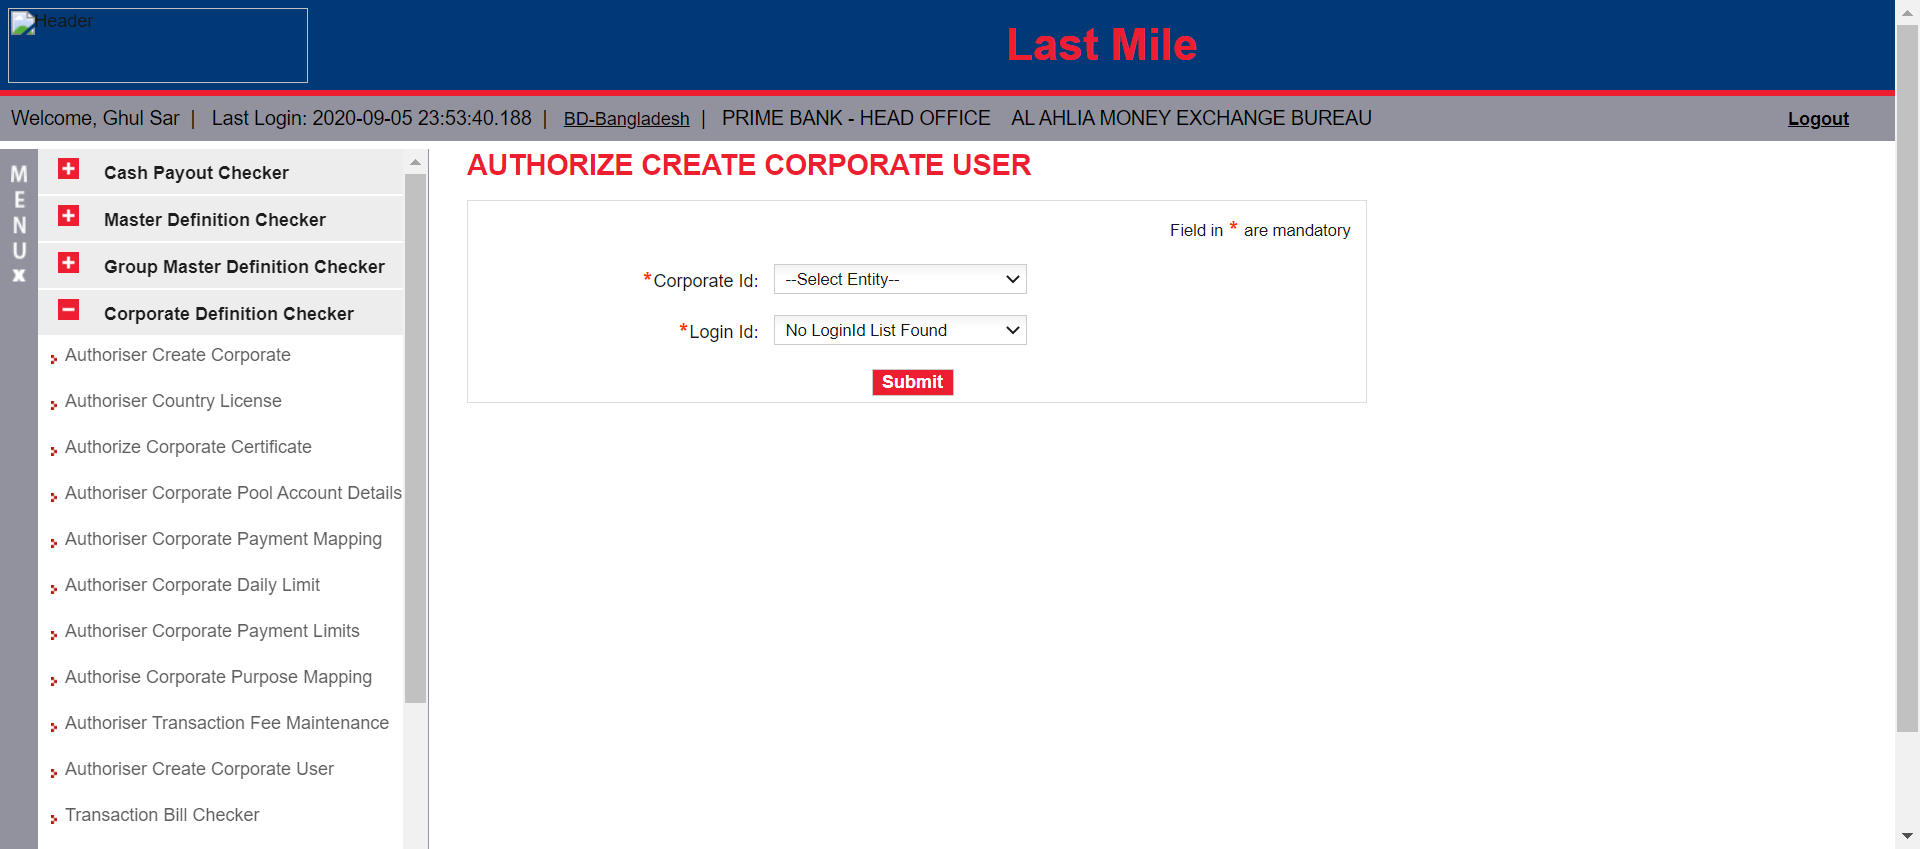 Header
Last Mile
Welcome, Ghul Sar | Last Login: 2020-09-05 23:53:40.188 | BD-Bangladesh | PRIME BANK - HEAD OFFICE AL AHLIA MONEY EXCHANGE BUREAU Logout
MENU x
Cash Payout Checker
Master Definition Checker
Group Master Definition Checker
Corporate Definition Checker
Authoriser Create Corporate
Authoriser Country License
Authorize Corporate Certificate
Authoriser Corporate Pool Account Details
Authoriser Corporate Payment Mapping
Authoriser Corporate Daily Limit
Authoriser Corporate Payment Limits
Authorise Corporate Purpose Mapping
Authoriser Transaction Fee Maintenance
Authoriser Create Corporate User
Transaction Bill Checker
AUTHORIZE CREATE CORPORATE USER
Field in * are mandatory
*Corporate Id: --Select Entity--
*Login Id: No LoginId List Found
Submit